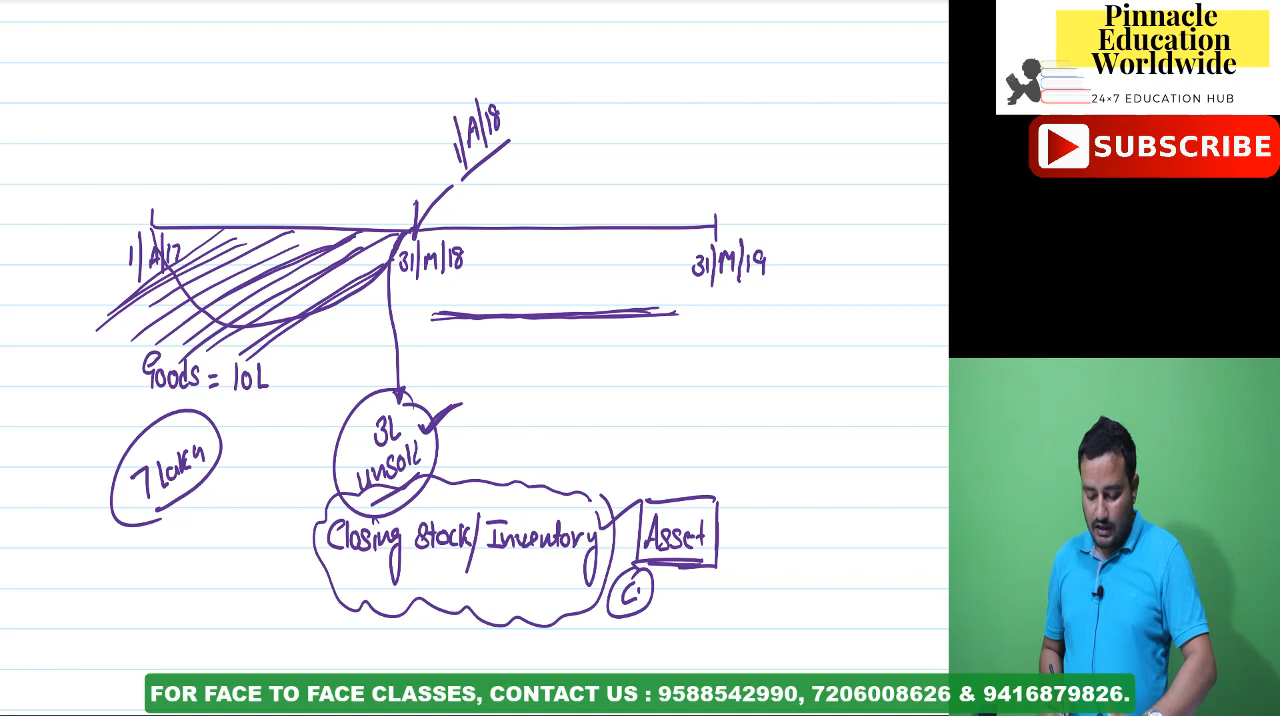 1/A/18
1/A/17
31/M/18
31/M/19
Goods = 10L
7 Lakh
3L
unsold
Closing Stock/Inventory
Asset
C.
Pinnacle
Education
Worldwide
24×7 EDUCATION HUB
SUBSCRIBE
FOR FACE TO FACE CLASSES, CONTACT US : 9588542990, 7206008626 & 9416879826.